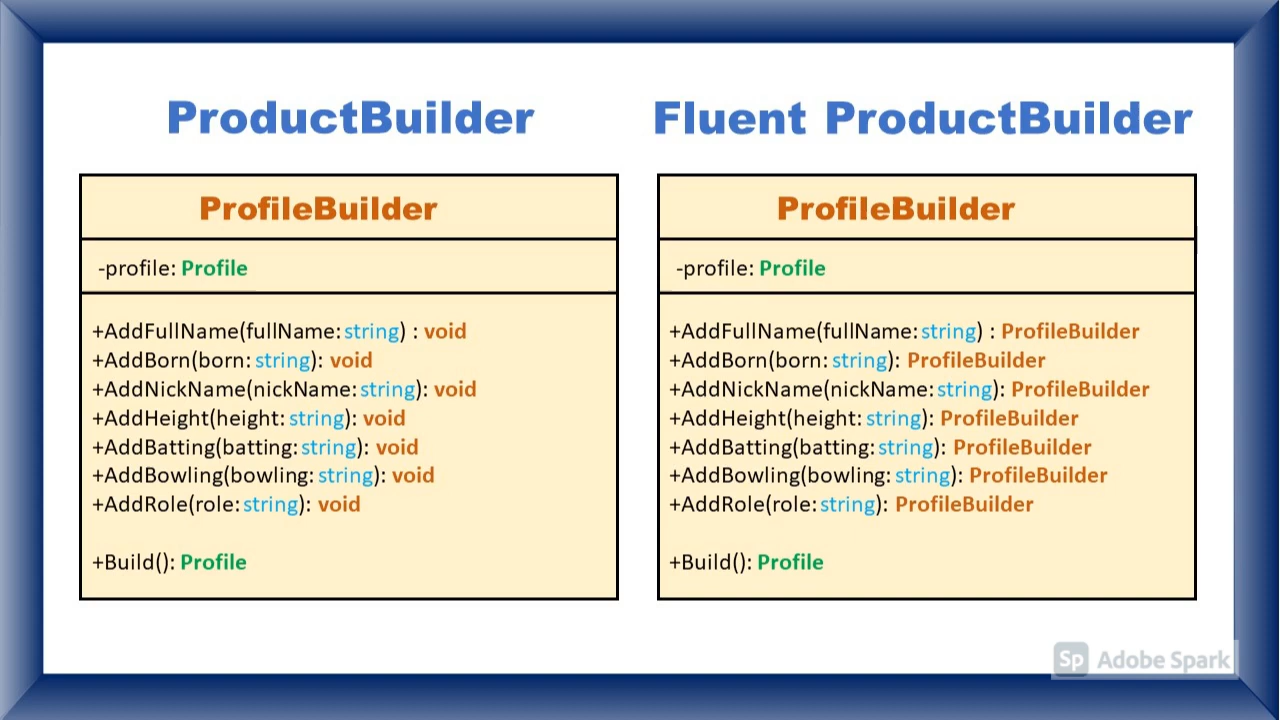 ProductBuilder
ProfileBuilder
-profile: Profile
+AddFullName(fullName: string) : void
+AddBorn(born: string): void
+AddNickName(nickName: string): void
+AddHeight(height: string): void
+AddBatting(batting: string): void
+AddBowling(bowling: string): void
+AddRole(role: string): void
+Build(): Profile
Fluent ProductBuilder
ProfileBuilder
-profile: Profile
+AddFullName(fullName: string) : ProfileBuilder
+AddBorn(born: string): ProfileBuilder
+AddNickName(nickName: string): ProfileBuilder
+AddHeight(height: string): ProfileBuilder
+AddBatting(batting: string): ProfileBuilder
+AddBowling(bowling: string): ProfileBuilder
+AddRole(role: string): ProfileBuilder
+Build(): Profile
Sp Adobe Spark